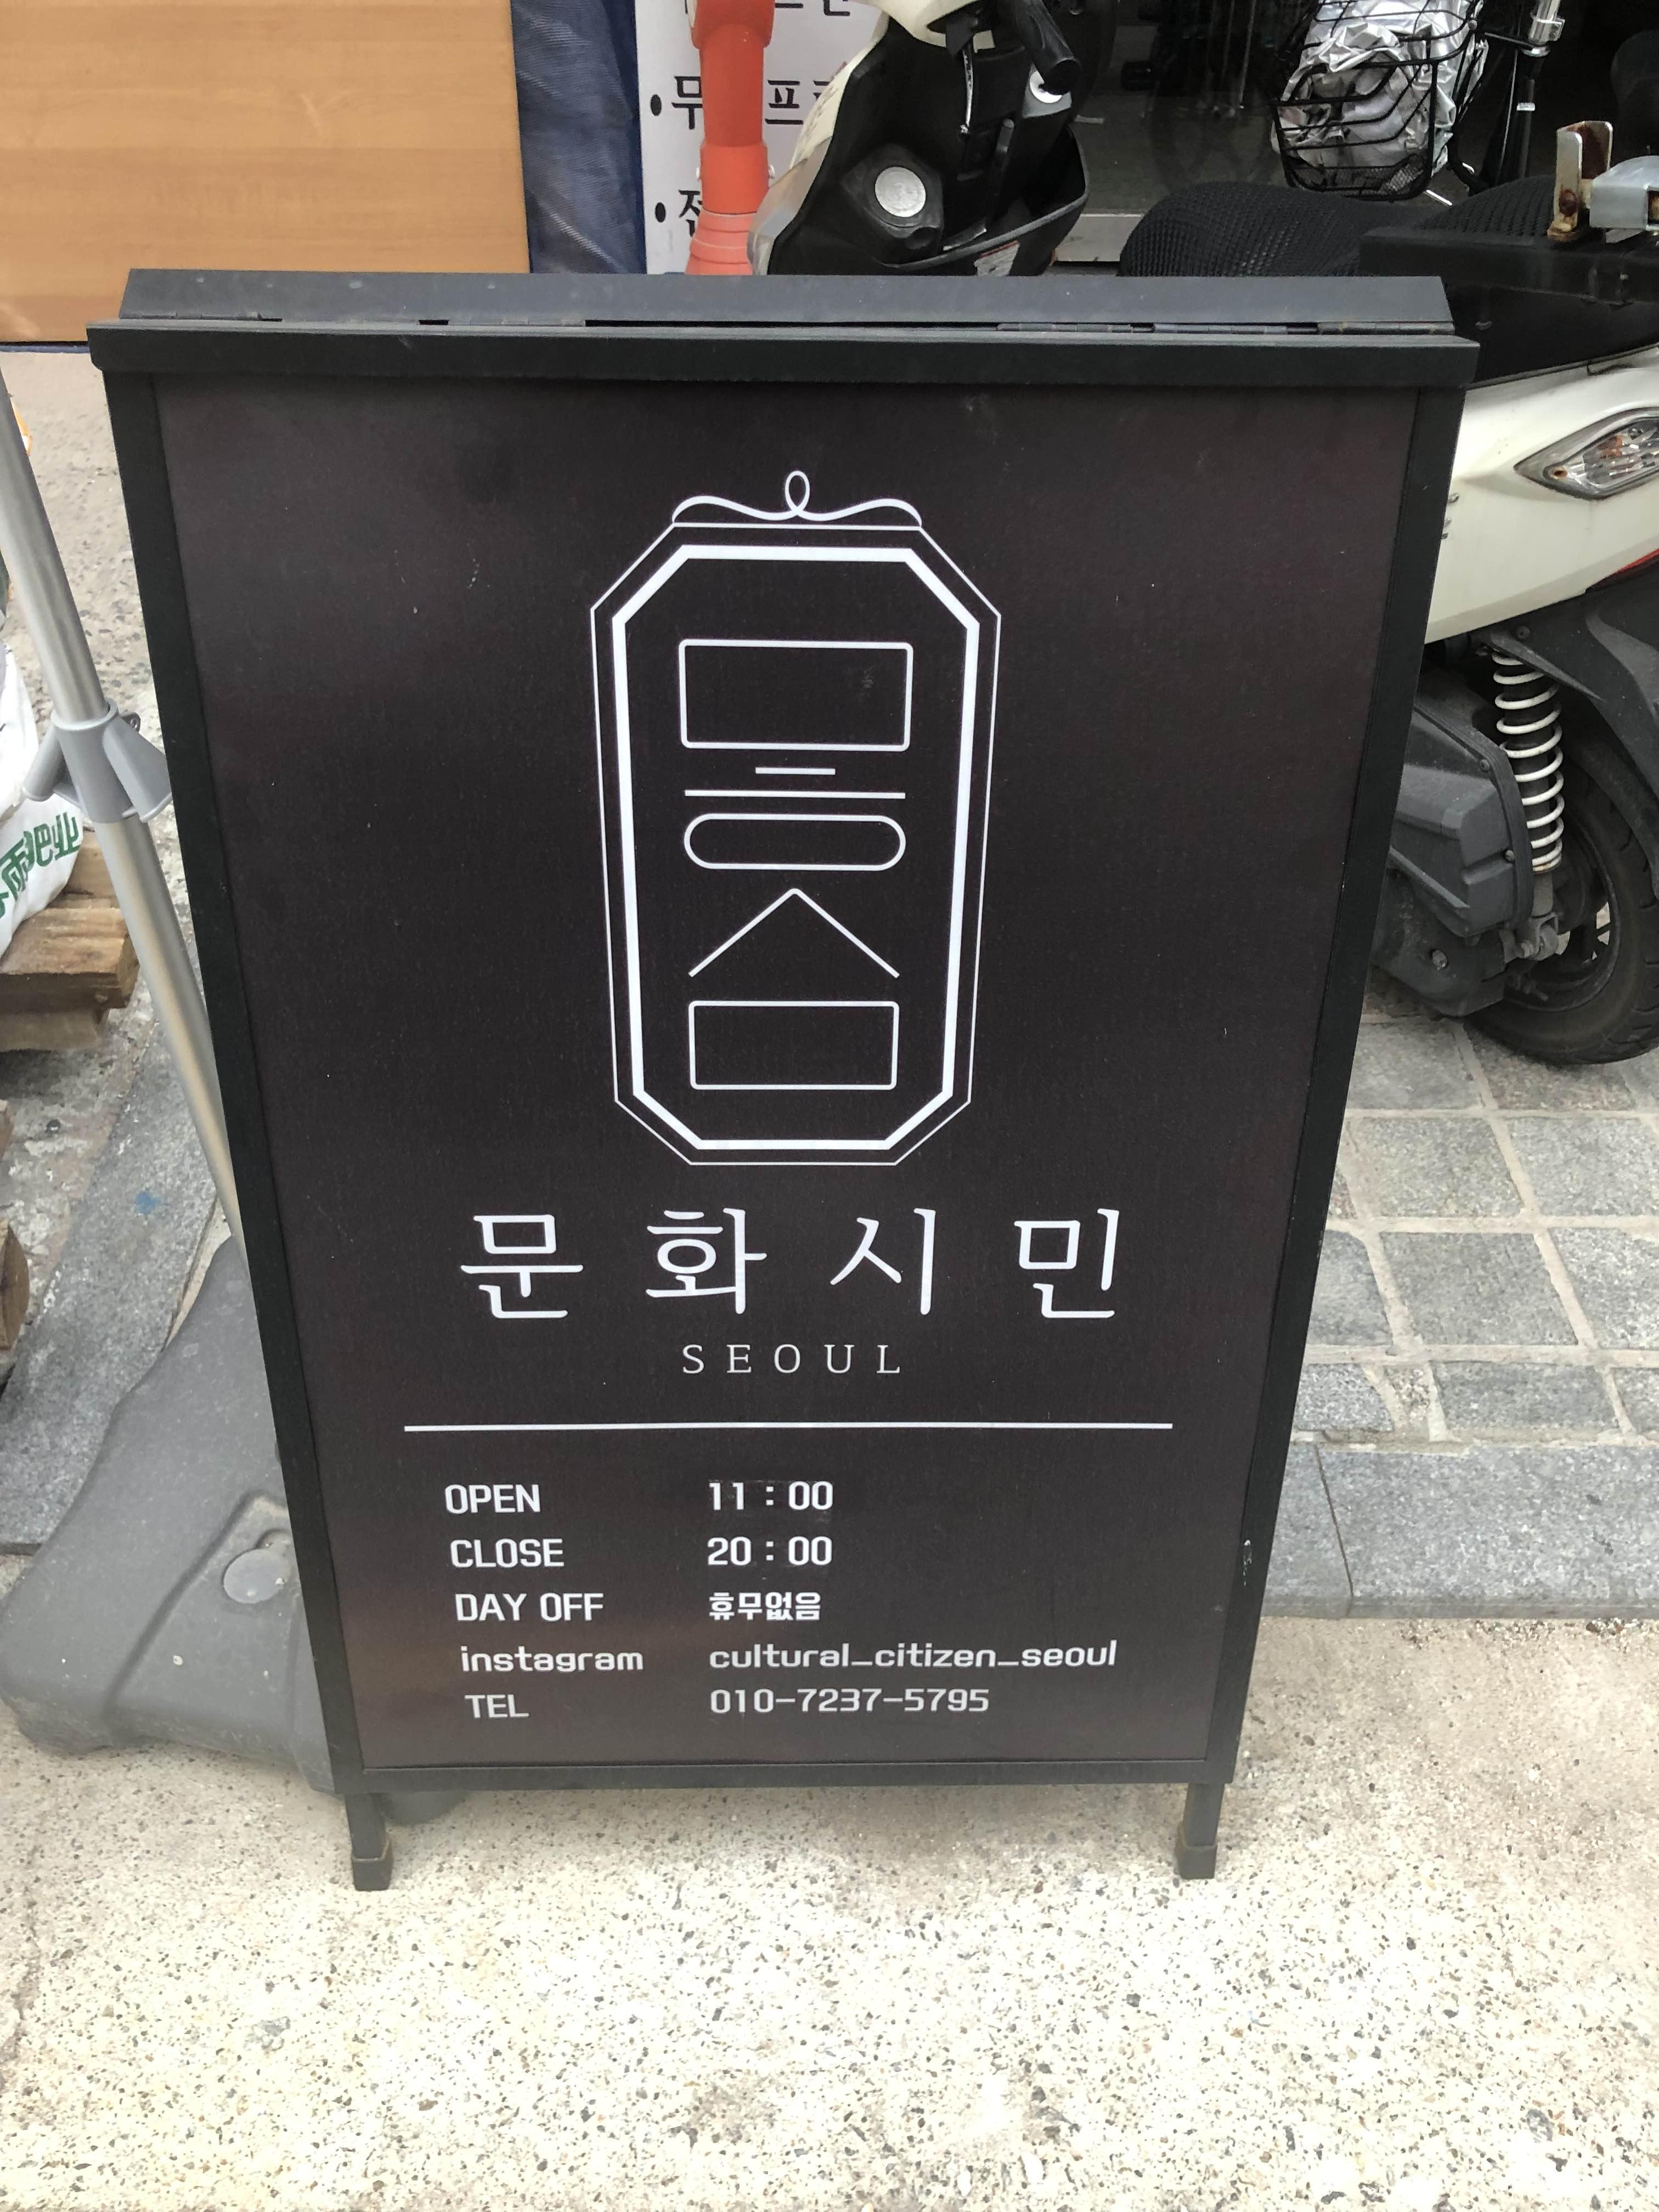 문화시민
SEOUL
OPEN 11 : 00
CLOSE 20 : 00
DAY OFF 휴무없음
instagram cultural_citizen_seoul
TEL 010-7237-5795